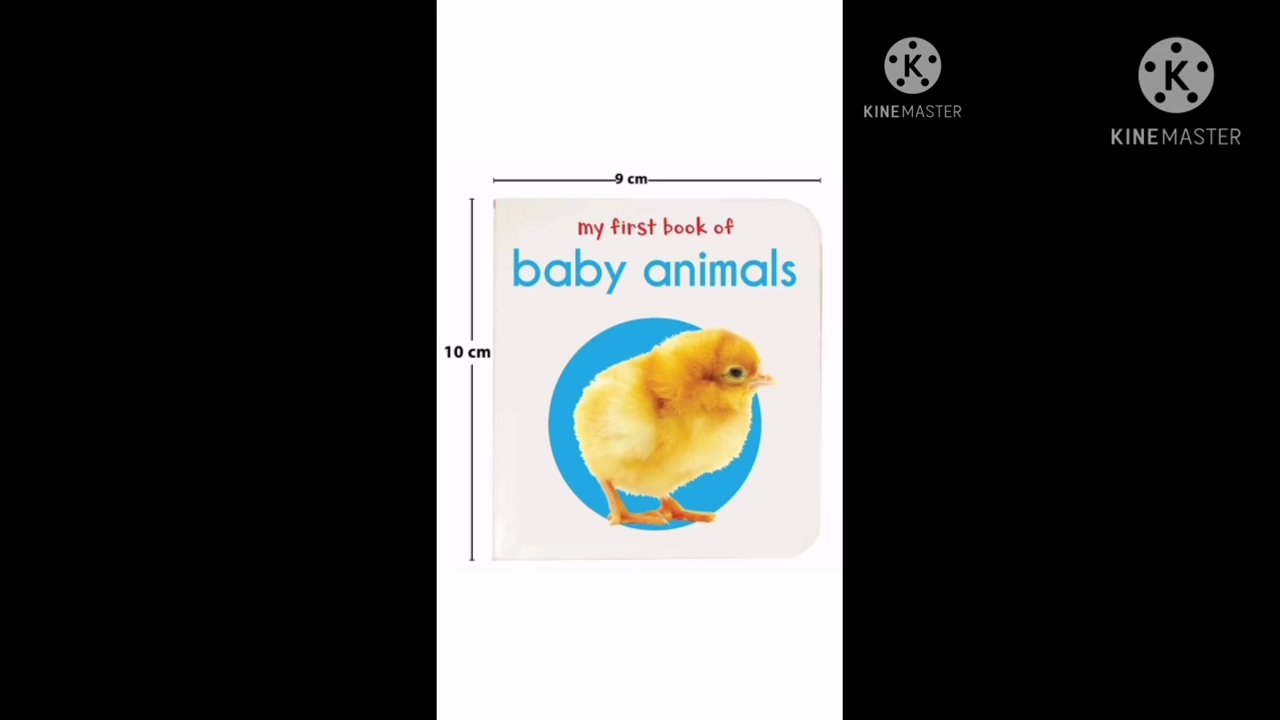 KINEMASTER
KINEMASTER
9 cm
my first book of
baby animals
10 cm